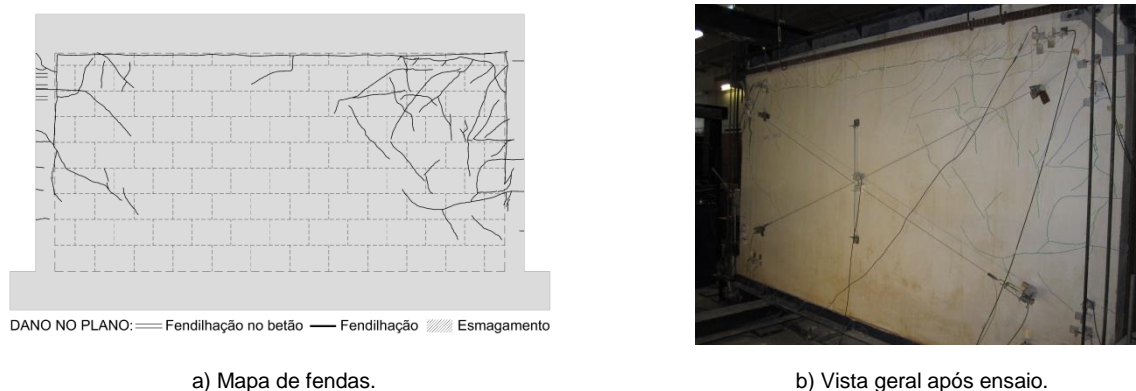 DANO NO PLANO: Fendilhação no betão Fendilhação Esmagamento
a) Mapa de fendas.
b) Vista geral após ensaio.